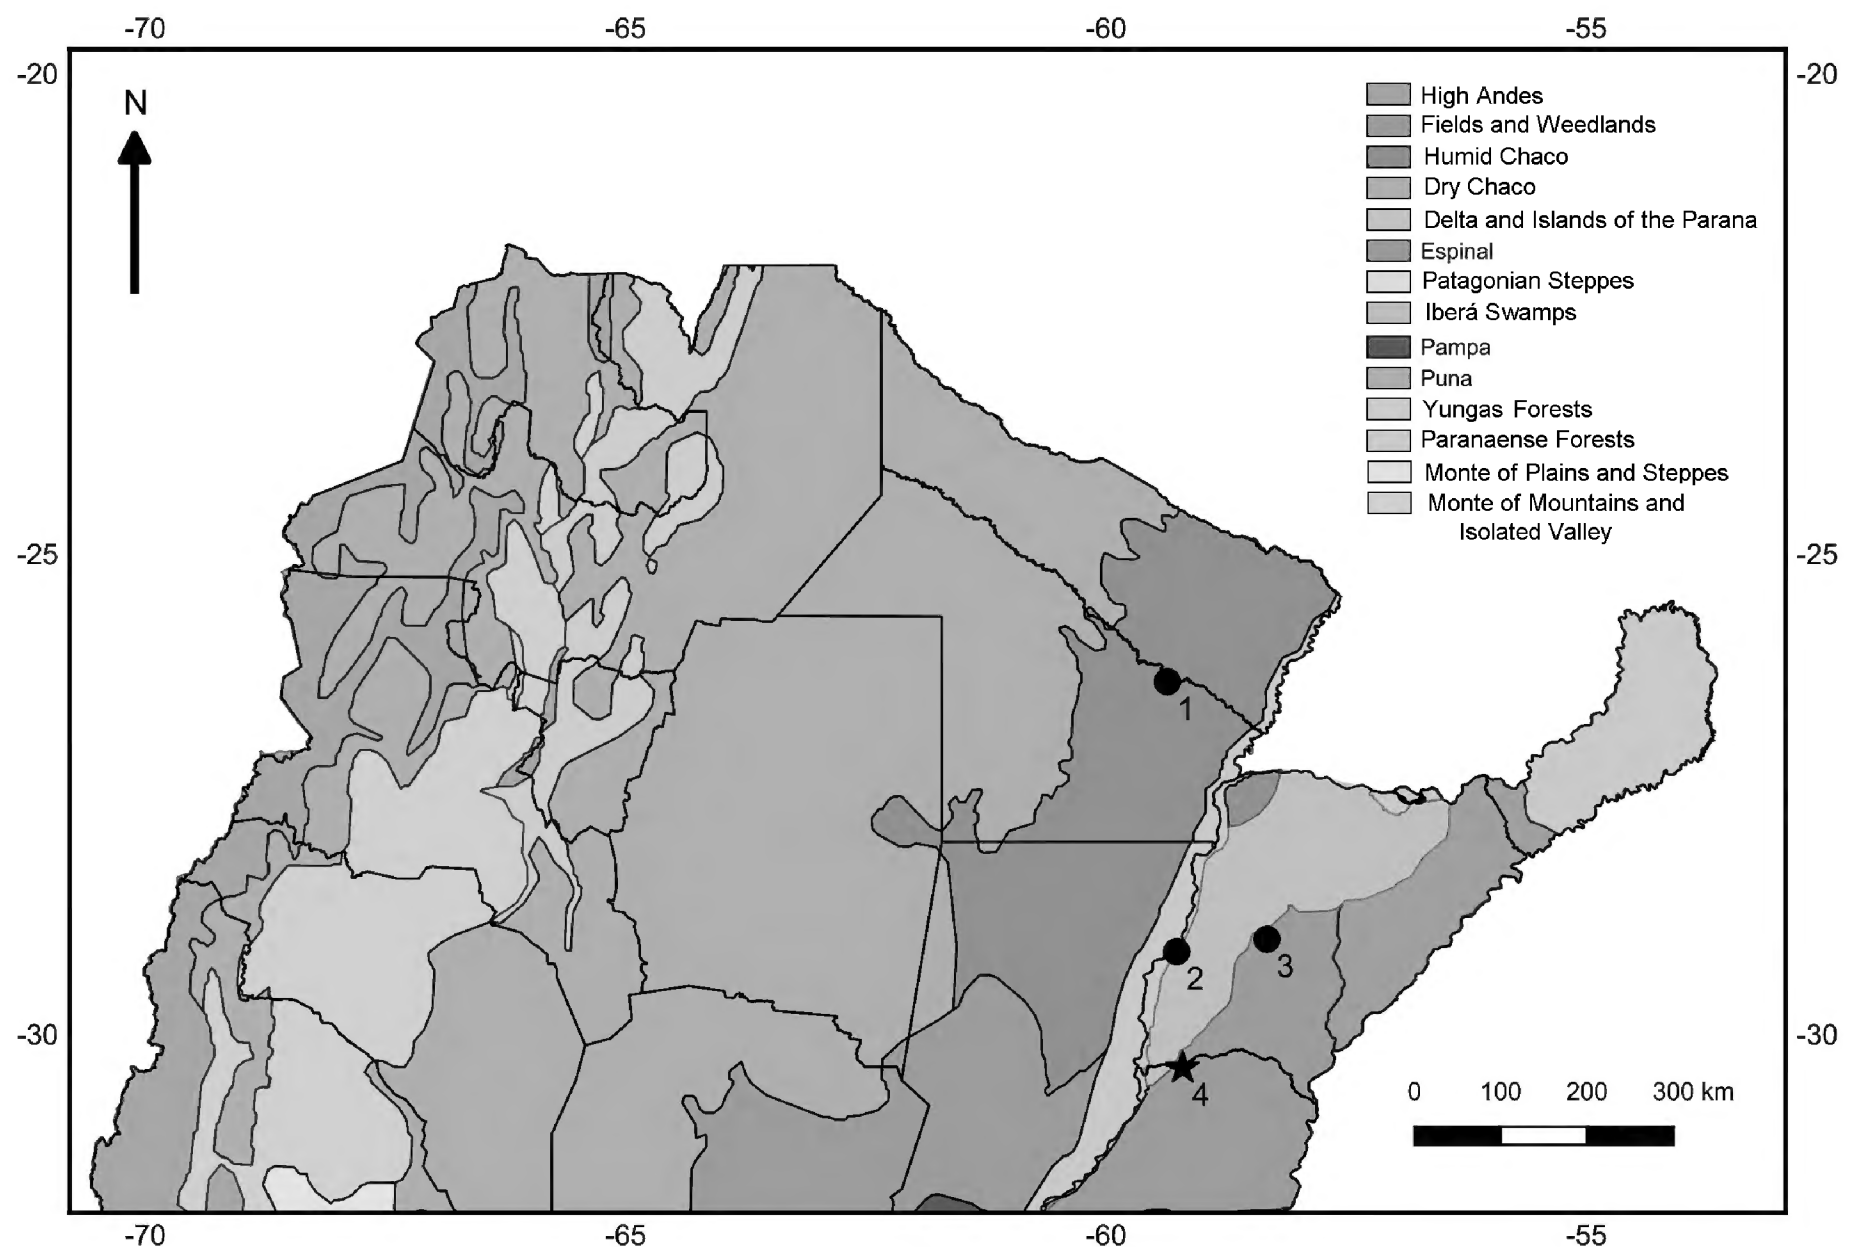 -70 -65 -60 -55
-20 -20
N
High Andes
Fields and Weedlands
Humid Chaco
Dry Chaco
Delta and Islands of the Parana
Espinal
Patagonian Steppes
Iberá Swamps
Pampa
Puna
Yungas Forests
Paranaense Forests
Monte of Plains and Steppes
Monte of Mountains and
Isolated Valley
-25 -25
1
2
3
-30 -30
4
0 100 200 300 km
-70 -65 -60 -55